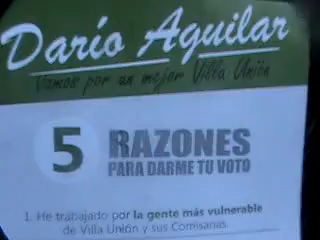 Darío Aguilar
Vamos por un mejor Villa Unión
5 RAZONES
PARA DARME TU VOTO
1. He trabajado por la gente más vulnerable
de Villa Unión y sus Comisarias.